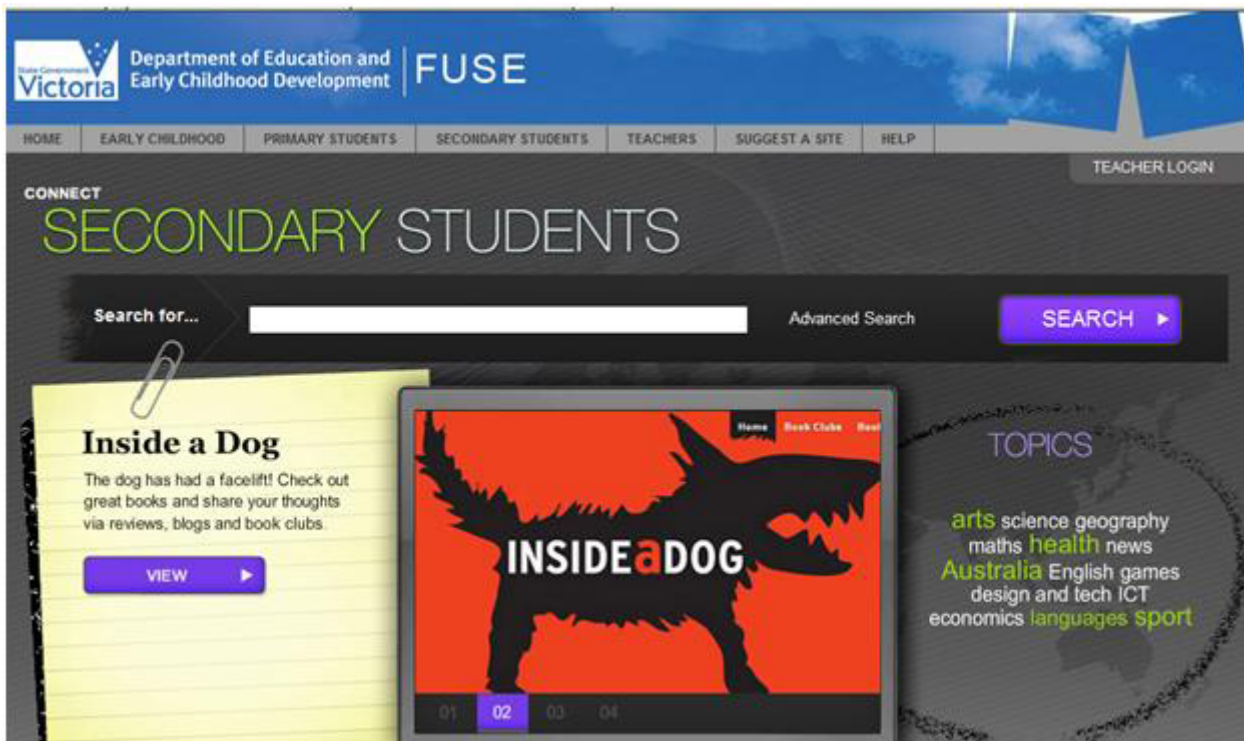 State Government
Victoria
Department of Education and
Early Childhood Development
FUSE
HOME EARLY CHILDHOOD PRIMARY STUDENTS SECONDARY STUDENTS TEACHERS SUGGEST A SITE HELP
TEACHER LOGIN
CONNECT
SECONDARY STUDENTS
Search for...
Advanced Search
SEARCH
Inside a Dog
The dog has had a facelift! Check out
great books and share your thoughts
via reviews, blogs and book clubs.
VIEW
Home Book Clubs
INSIDEaDOG
01 02 03 04
TOPICS
arts science geography
maths health news
Australia English games
design and tech ICT
economics languages sport